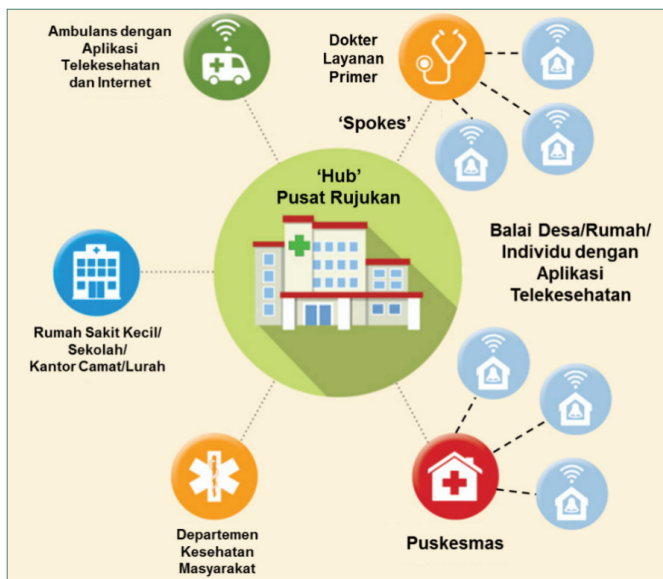 Ambulans dengan
Aplikasi
Telekesehatan
dan Internet
Dokter
Layanan
Primer
‘Spokes’
‘Hub’
Pusat Rujukan
Balai Desa/Rumah/
Individu dengan
Aplikasi
Telekesehatan
Rumah Sakit Kecil/
Sekolah/
Kantor Camat/Lurah
Departemen
Kesehatan
Masyarakat
Puskesmas